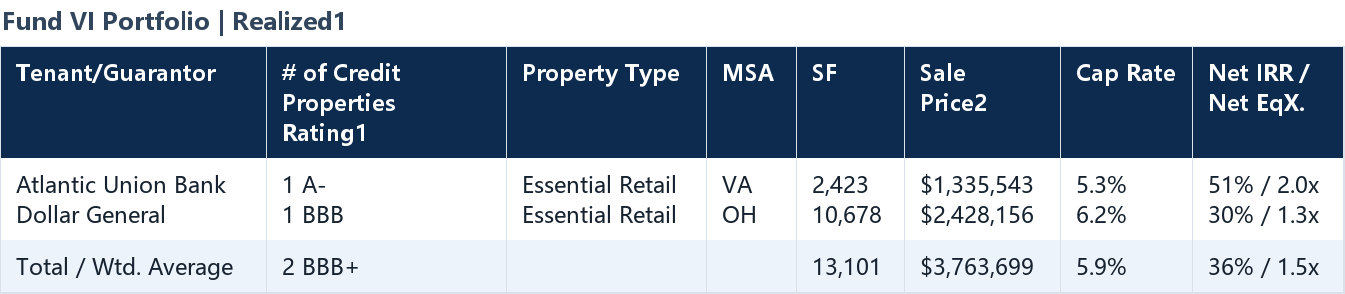 Fund VI Portfolio | Realized1
Tenant/Guarantor # of Credit Properties Rating1 Property Type MSA SF Sale Price2 Cap Rate Net IRR / Net EqX.
Atlantic Union Bank 1 A- Essential Retail VA 2,423 $1,335,543 5.3% 51% / 2.0x
Dollar General 1 BBB Essential Retail OH 10,678 $2,428,156 6.2% 30% / 1.3x
Total / Wtd. Average 2 BBB+ 13,101 $3,763,699 5.9% 36% / 1.5x